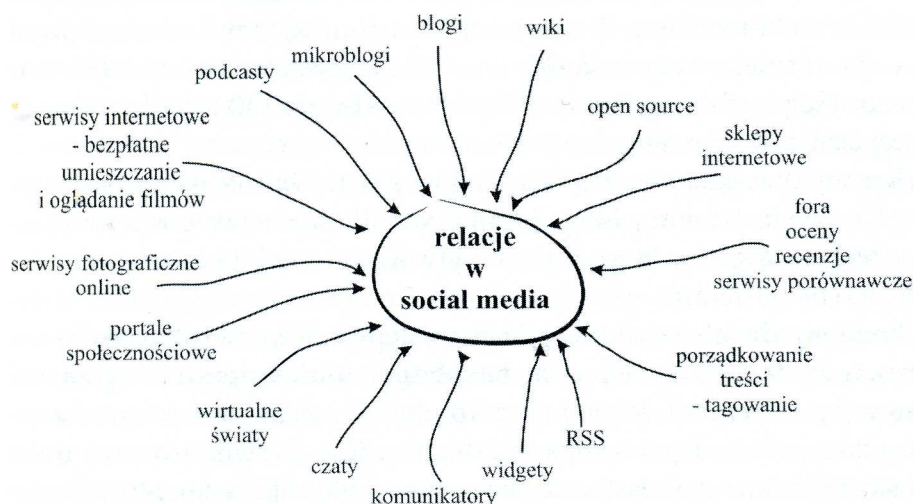 blogi
wiki
mikroblogi
podcasty
open source
serwisy internetowe
- bezpłatne
umieszczanie
i oglądanie filmów
sklepy
internetowe
fora
oceny
recenzje
serwisy porównawcze
relacje
w
social media
serwisy fotograficzne
online
portale
społecznościowe
porządkowanie
treści
- tagowanie
wirtualne
światy
RSS
czaty
widgety
komunikatory